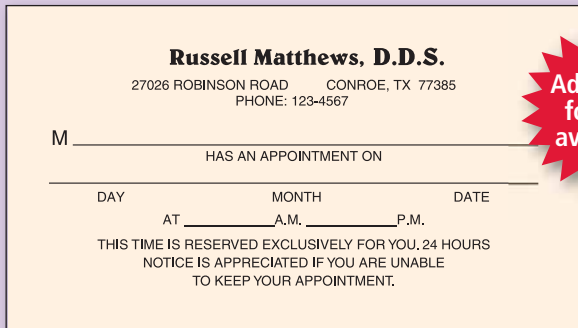 Russell Matthews, D.D.S.
27026 ROBINSON ROAD CONROE, TX 77385
PHONE: 123-4567
M
HAS AN APPOINTMENT ON
DAY MONTH DATE
AT A.M. P.M.
THIS TIME IS RESERVED EXCLUSIVELY FOR YOU. 24 HOURS
NOTICE IS APPRECIATED IF YOU ARE UNABLE
TO KEEP YOUR APPOINTMENT.